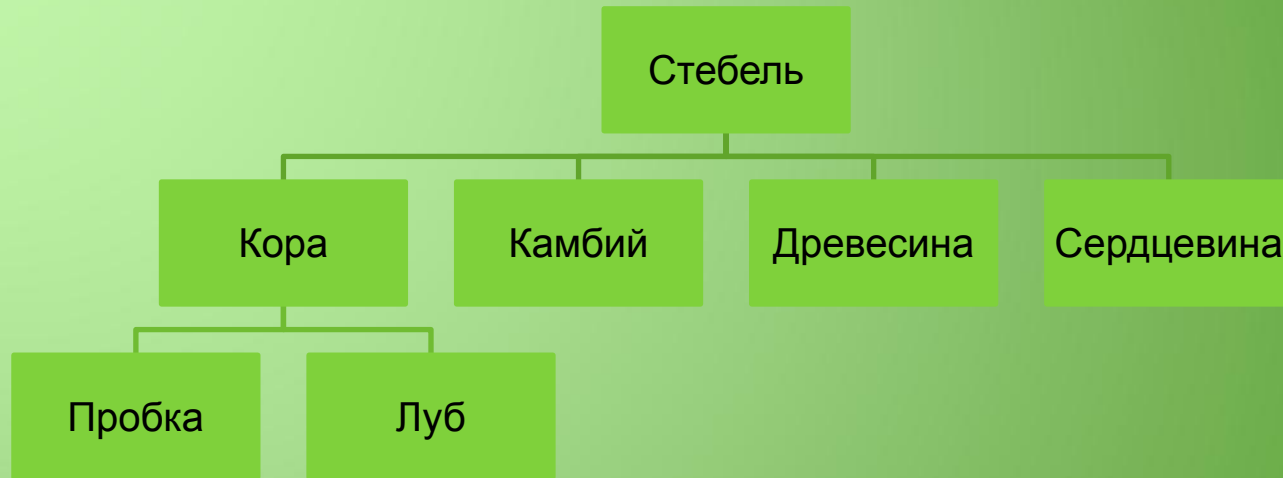 Стебель
Кора
Камбий
Древесина
Сердцевина
Пробка
Луб